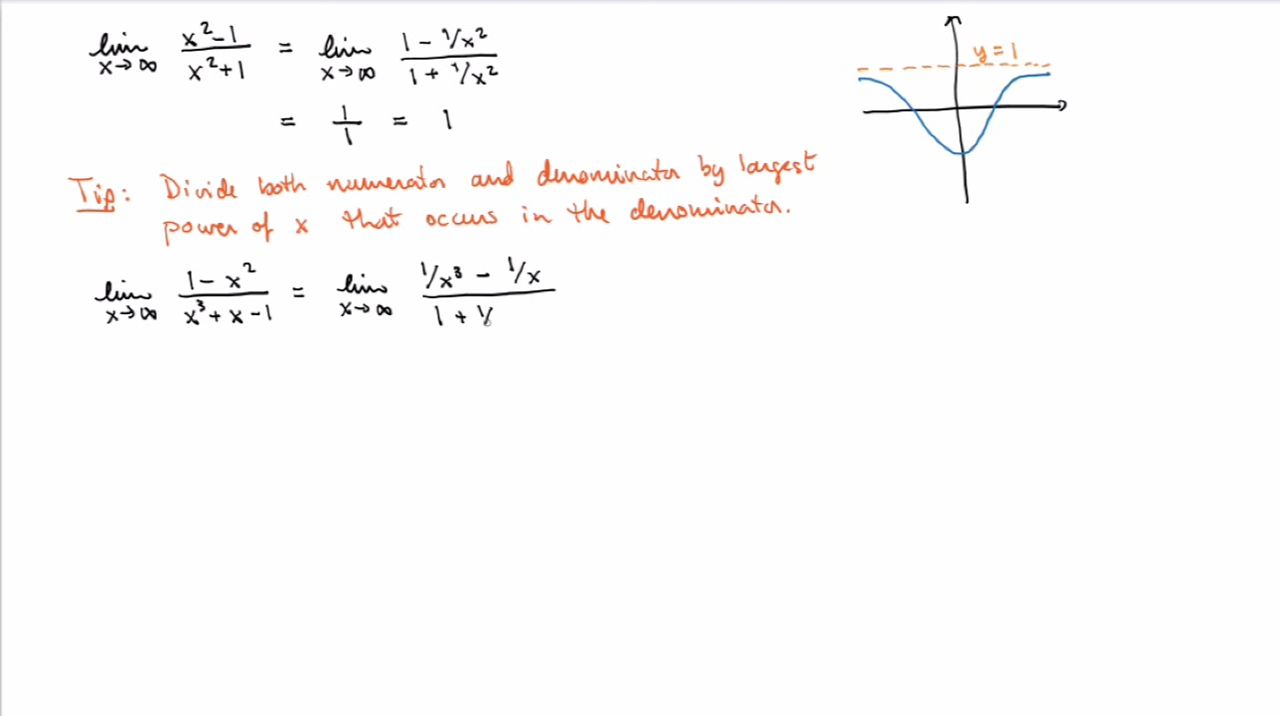 lim x→∞ (x²-1)/(x²+1) = lim x→∞ (1 - 1/x²)/(1 + 1/x²)
= 1/1 = 1
y = 1
Tip: Divide both numerator and denominator by largest
power of x that occurs in the denominator.
lim x→∞ (1 - x²)/(x³ + x - 1) = lim x→∞ (1/x³ - 1/x)/(1 + 1/